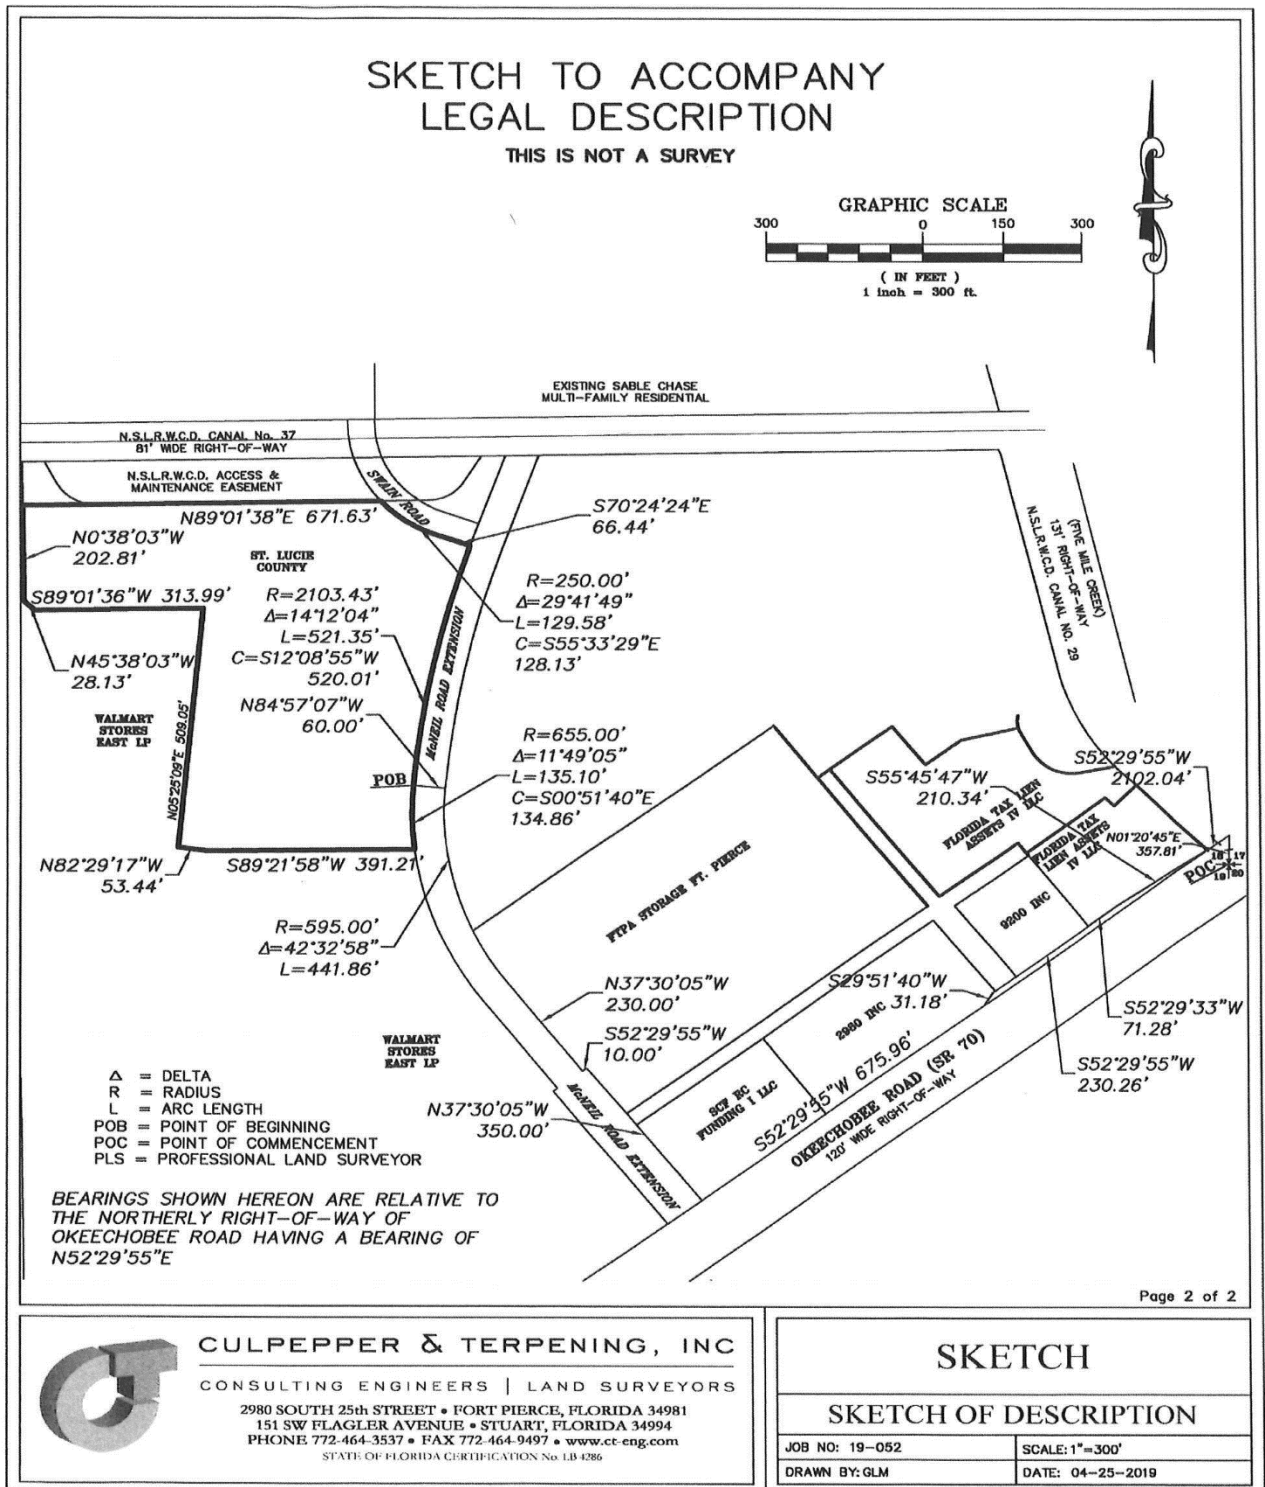 SKETCH TO ACCOMPANY
LEGAL DESCRIPTION
THIS IS NOT A SURVEY
GRAPHIC SCALE
300 0 150 300
( IN FEET )
1 inch = 300 ft.
EXISTING SABLE CHASE
MULTI-FAMILY RESIDENTIAL
N.S.L.R.W.C.D. CANAL No. 37
81' WIDE RIGHT-OF-WAY
N.S.L.R.W.C.D. ACCESS &
MAINTENANCE EASEMENT
SWAIN ROAD
N89°01'38"E 671.63'
S70°24'24"E
66.44'
N0°38'03"W
202.81'
ST. LUCIE
COUNTY
(FIVE MILE CREEK)
131' RIGHT-OF-WAY
N.S.L.R.W.C.D. CANAL NO. 29
S89°01'36"W 313.99'
R=2103.43'
Δ=14°12'04"
L=521.35'
C=S12°08'55"W
520.01'
R=250.00'
Δ=29°41'49"
L=129.58'
C=S55°33'29"E
128.13'
McNEIL ROAD EXTENSION
N45°38'03"W
28.13'
N84°57'07"W
60.00'
WALMART
STORES
EAST LP
N05°25'09"E 509.05'
POB
R=655.00'
Δ=11°49'05"
L=135.10'
C=S00°51'40"E
134.86'
S55°45'47"W
210.34'
S52°29'55"W
2102.04'
FLORIDA TAX LIEN
ASSETS IV LLC
FLORIDA TAX
LIEN ASSETS
IV LLC
N01°20'45"E
357.81'
POC
18 17
19 20
N82°29'17"W
53.44'
S89°21'58"W 391.21'
FTPA STORAGE FT. PIERCE
9200 INC
R=595.00'
Δ=42°32'58"
L=441.86'
N37°30'05"W
230.00'
S29°51'40"W
31.18'
2980 INC
S52°29'33"W
71.28'
S52°29'55"W
10.00'
S52°29'55"W
230.26'
WALMART
STORES
EAST LP
SCF RC
FUNDING I LLC
S52°29'55"W 675.96'
OKEECHOBEE ROAD (SR 70)
120' WIDE RIGHT-OF-WAY
N37°30'05"W
350.00'
McNEIL ROAD EXTENSION
Δ = DELTA
R = RADIUS
L = ARC LENGTH
POB = POINT OF BEGINNING
POC = POINT OF COMMENCEMENT
PLS = PROFESSIONAL LAND SURVEYOR
BEARINGS SHOWN HEREON ARE RELATIVE TO
THE NORTHERLY RIGHT-OF-WAY OF
OKEECHOBEE ROAD HAVING A BEARING OF
N52°29'55"E
Page 2 of 2
CULPEPPER & TERPENING, INC
CONSULTING ENGINEERS | LAND SURVEYORS
2980 SOUTH 25th STREET • FORT PIERCE, FLORIDA 34981
151 SW FLAGLER AVENUE • STUART, FLORIDA 34994
PHONE 772-464-3537 • FAX 772-464-9497 • www.ct-eng.com
STATE OF FLORIDA CERTIFICATION No. LB 4286
SKETCH
SKETCH OF DESCRIPTION
JOB NO: 19-052
SCALE: 1"=300'
DRAWN BY: GLM
DATE: 04-25-2019